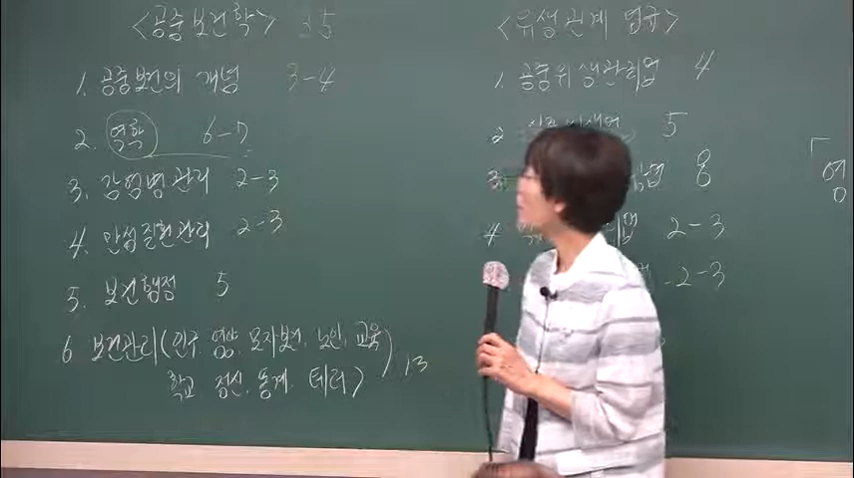 <공중보건학> 35
1. 공중보건의 개념 3-4
2. 역학 6-7
3. 감염병관리 2-3
4. 만성질환관리 2-3
5. 보건행정 5
6 보건관리(인구. 영양. 모자보건. 노인. 교육
학교 정신. 통계. 테러) 13
<위생관계 법규>
1. 공중위생관리법 4
2 5
3. 8
4 2-3
2-3